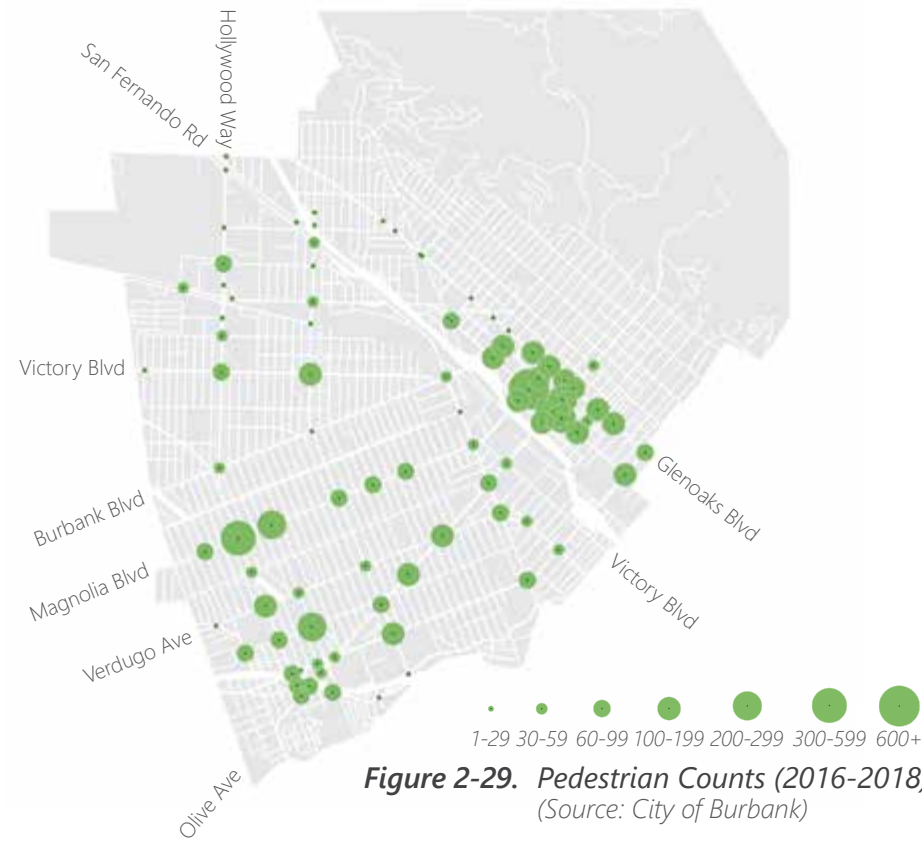 Hollywood Way
San Fernando Rd
Victory Blvd
Burbank Blvd
Glenoaks Blvd
Magnolia Blvd
Victory Blvd
Verdugo Ave
Olive Ave
1-29 30-59 60-99 100-199 200-299 300-599 600+
Figure 2-29. Pedestrian Counts (2016-2018)
(Source: City of Burbank)